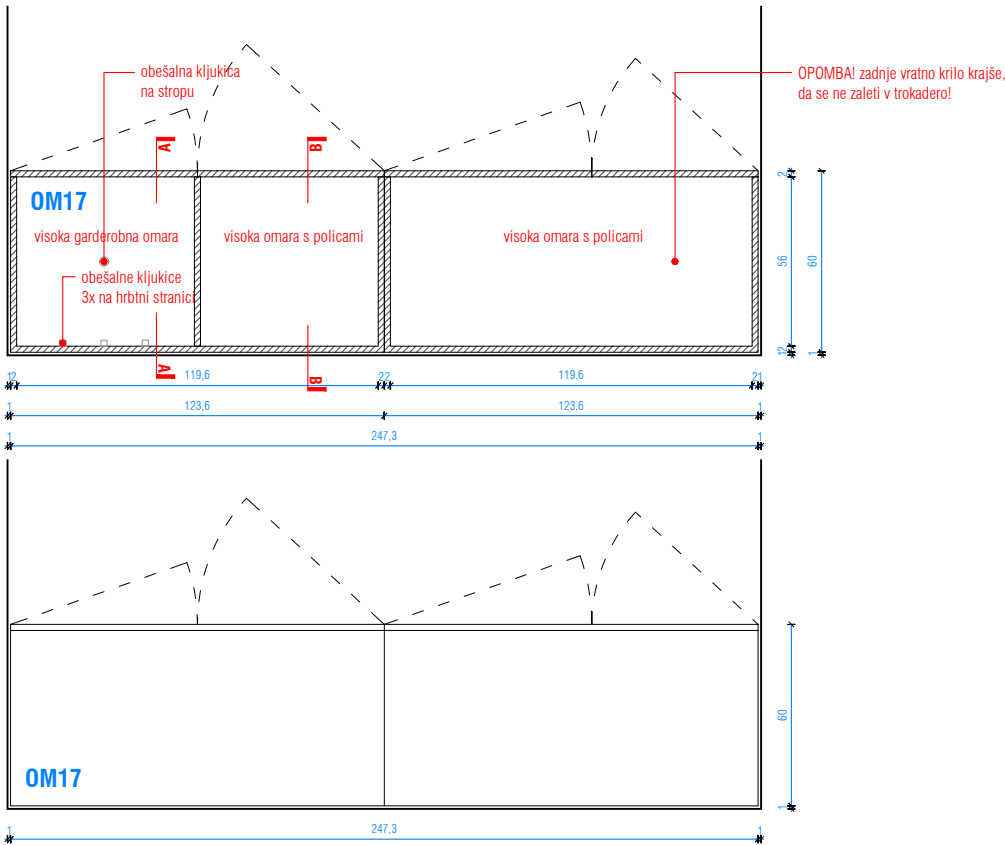 obešalna kljukica
na stropu
OPOMBA! zadnje vratno krilo krajše,
da se ne zaleti v trokadero!
A
B
OM17
visoka garderobna omara
visoka omara s policami
visoka omara s policami
obešalne kljukice
3x na hrbtni stranici
2
56
60
12
1
A
B
12
119,6
22
119,6
21
1
123,6
123,6
1
1
247,3
1
OM17
60
1
1
247,3
1